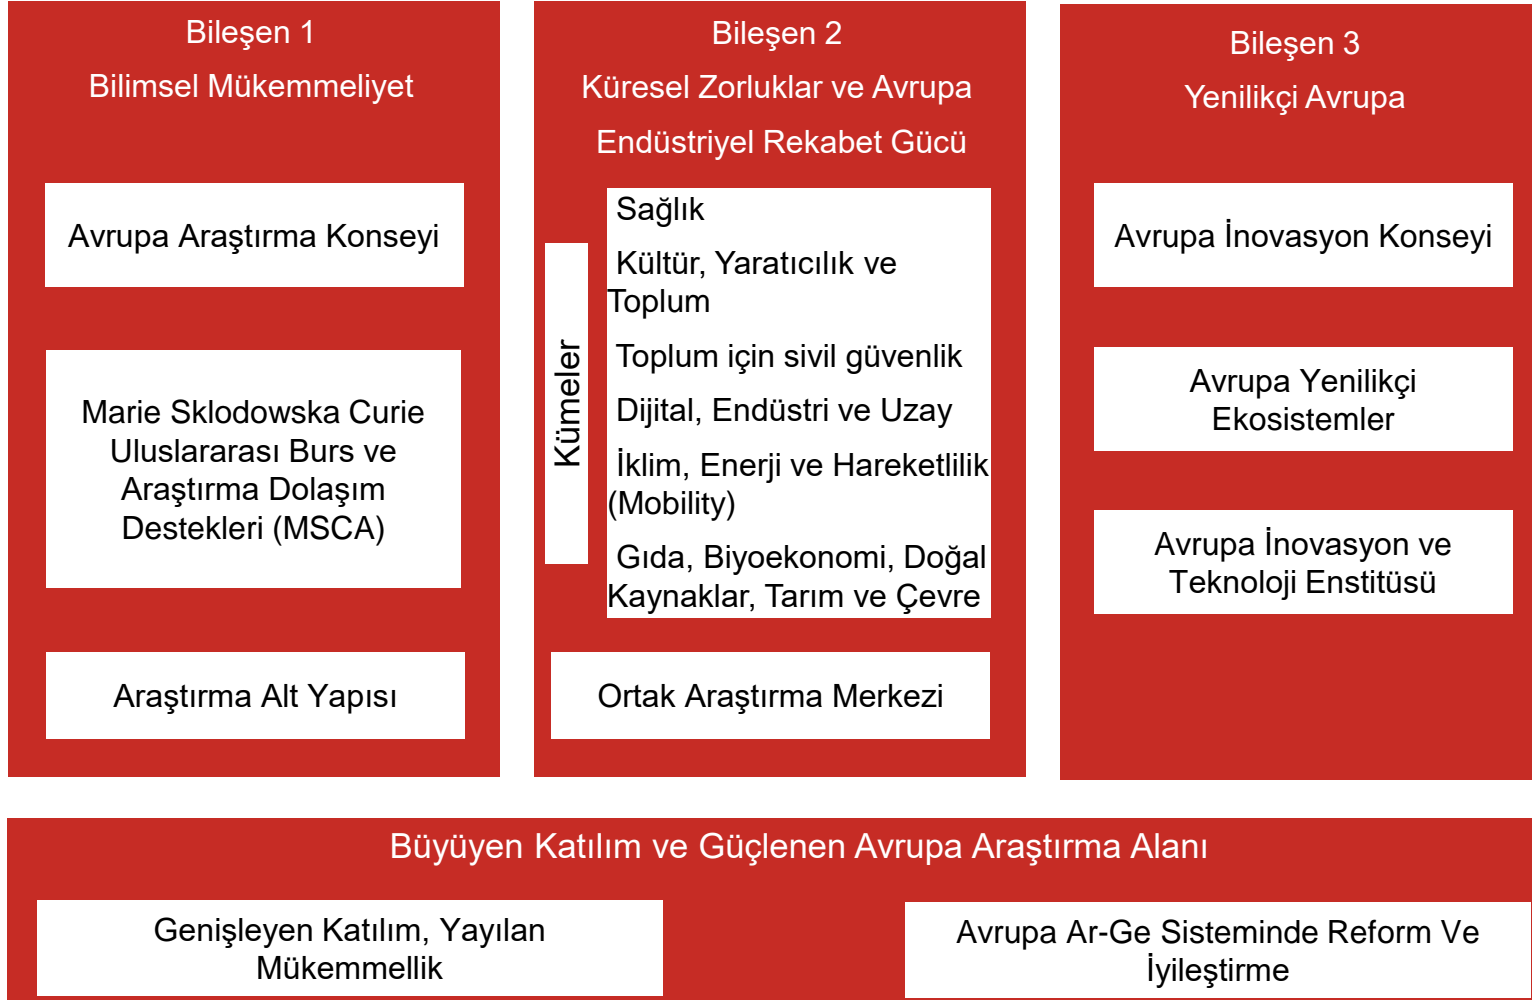 Bileşen 1
Bilimsel Mükemmeliyet
Avrupa Araştırma Konseyi
Marie Sklodowska Curie
Uluslararası Burs ve
Araştırma Dolaşım
Destekleri (MSCA)
Araştırma Alt Yapısı
Bileşen 2
Küresel Zorluklar ve Avrupa
Endüstriyel Rekabet Gücü
Kümeler
Sağlık
Kültür, Yaratıcılık ve
Toplum
Toplum için sivil güvenlik
Dijital, Endüstri ve Uzay
İklim, Enerji ve Hareketlilik
(Mobility)
Gıda, Biyoekonomi, Doğal
Kaynaklar, Tarım ve Çevre
Ortak Araştırma Merkezi
Bileşen 3
Yenilikçi Avrupa
Avrupa İnovasyon Konseyi
Avrupa Yenilikçi
Ekosistemler
Avrupa İnovasyon ve
Teknoloji Enstitüsü
Büyüyen Katılım ve Güçlenen Avrupa Araştırma Alanı
Genişleyen Katılım, Yayılan
Mükemmellik
Avrupa Ar-Ge Sisteminde Reform Ve
İyileştirme